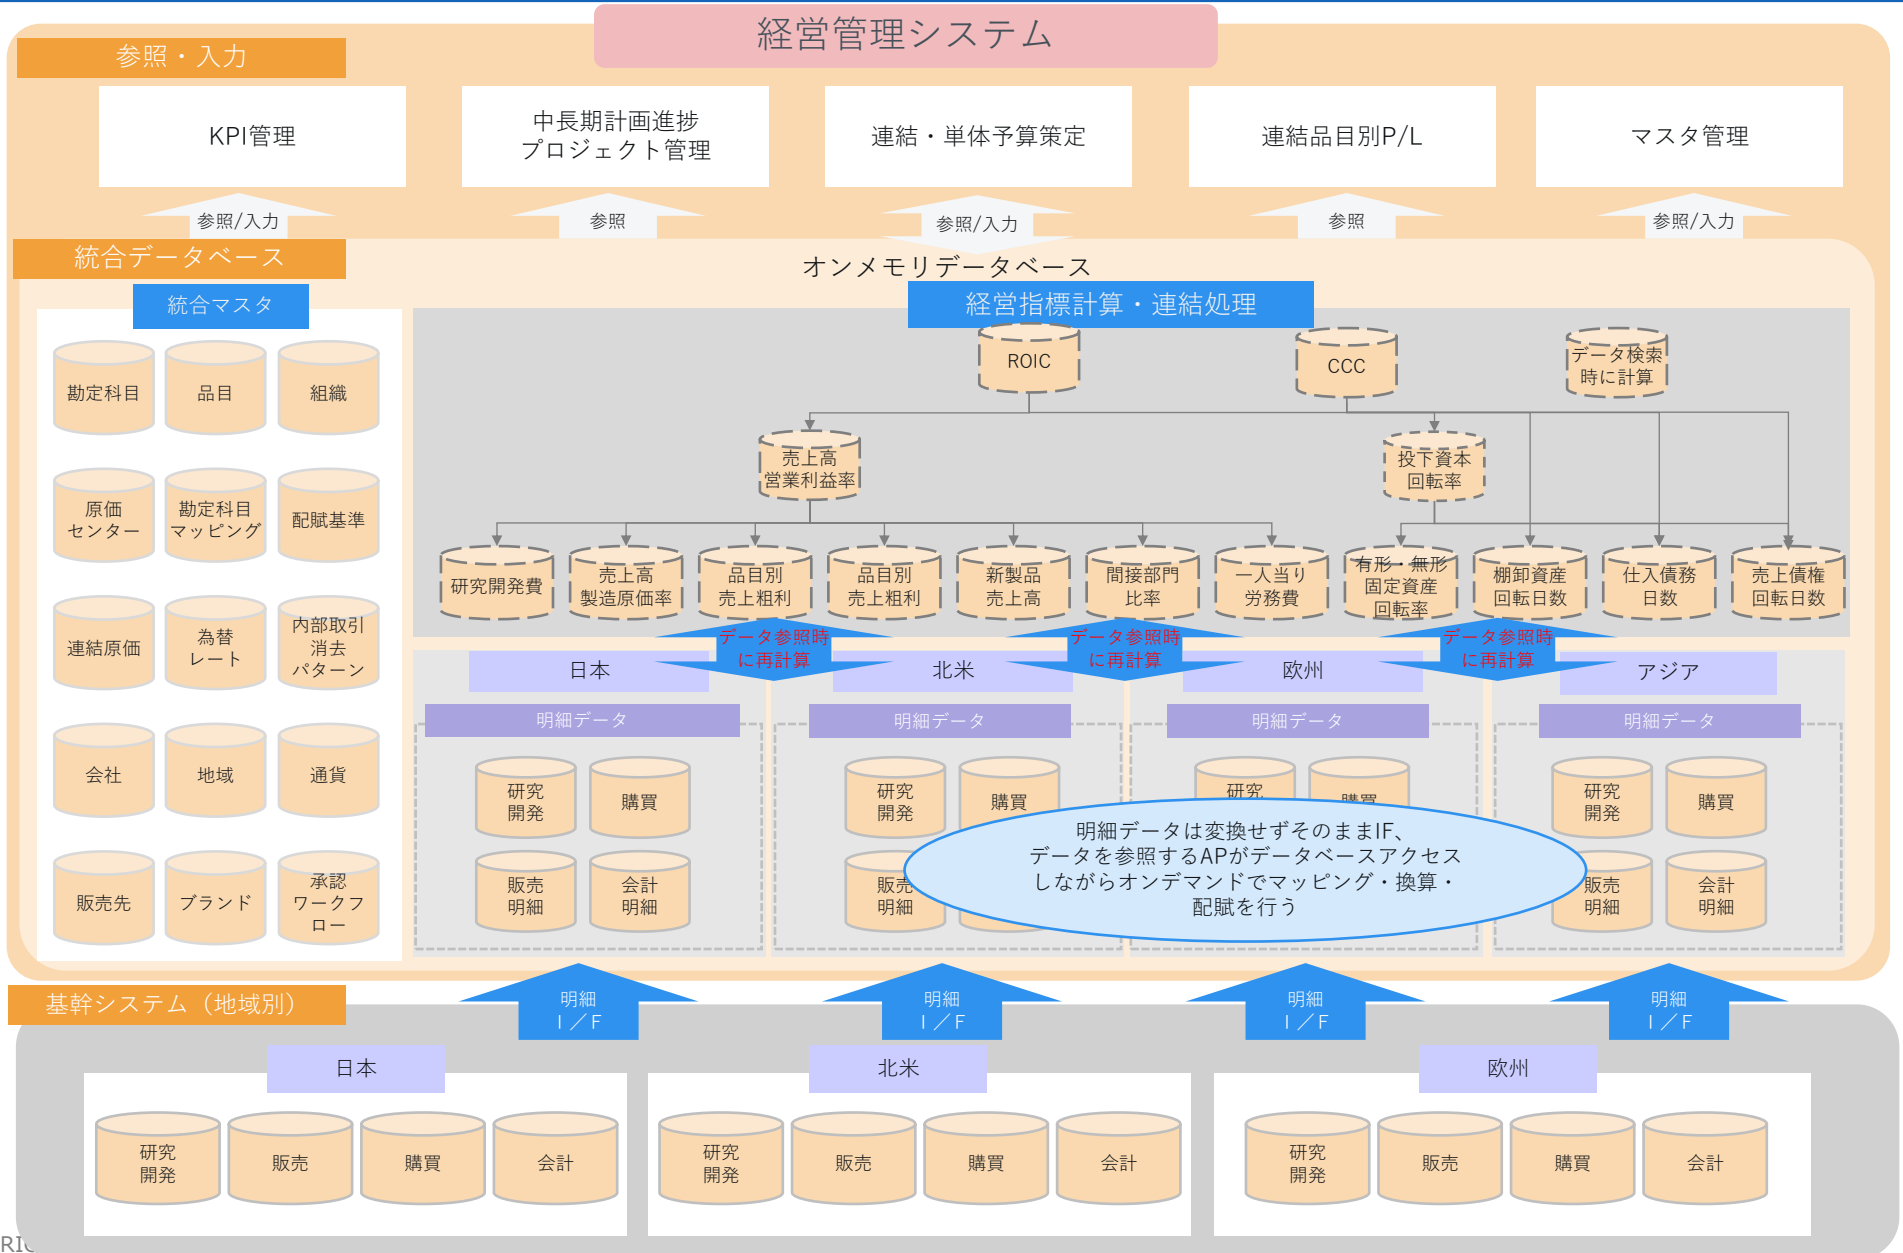 経営管理システム
参照・入力
KPI管理
中長期計画進捗
プロジェクト管理
連結・単体予算策定
連結品目別P/L
マスタ管理
参照/入力
参照
参照/入力
参照
参照/入力
統合データベース
オンメモリデータベース
統合マスタ
勘定科目
品目
組織
原価
センター
勘定科目
マッピング
配賦基準
連結原価
為替
レート
内部取引
消去
パターン
会社
地域
通貨
販売先
ブランド
承認
ワークフ
ロー
経営指標計算・連結処理
ROIC
CCC
データ検索
時に計算
売上高
営業利益率
投下資本
回転率
研究開発費
売上高
製造原価率
品目別
売上粗利
品目別
売上粗利
新製品
売上高
間接部門
比率
一人当り
労務費
有形・無形
固定資産
回転率
棚卸資産
回転日数
仕入債務
日数
売上債権
回転日数
データ参照時
に再計算
データ参照時
に再計算
データ参照時
に再計算
日本
明細データ
研究
開発
購買
販売
明細
会計
明細
北米
明細データ
研究
開発
購買
販売
明細
欧州
明細データ
研究
購買
アジア
明細データ
研究
開発
購買
販売
明細
会計
明細
明細データは変換せずそのままIF、
データを参照するAPがデータベースアクセス
しながらオンデマンドでマッピング・換算・
配賦を行う
明細
I／F
明細
I／F
明細
I／F
明細
I／F
基幹システム（地域別）
日本
研究
開発
販売
購買
会計
北米
研究
開発
販売
購買
会計
欧州
研究
開発
販売
購買
会計